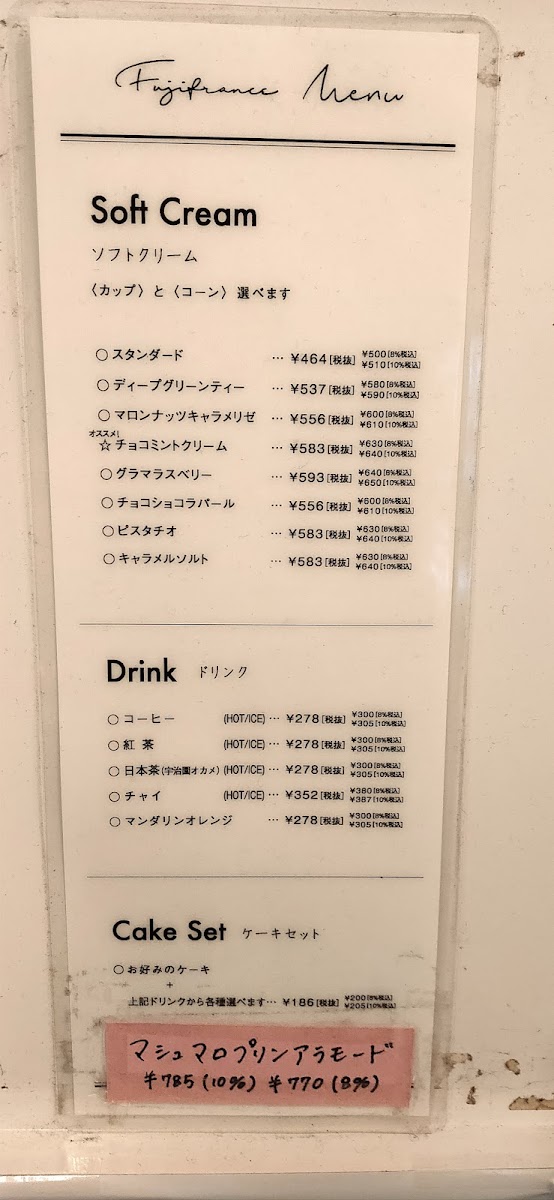 Fujifrance Menu
Soft Cream
ソフトクリーム
〈カップ〉と〈コーン〉選べます
○スタンダード … ¥464[税抜] ¥500[8%税込] ¥510[10%税込]
○ディープグリーンティー … ¥537[税抜] ¥580[8%税込] ¥590[10%税込]
○マロンナッツキャラメリゼ … ¥556[税抜] ¥600[8%税込] ¥610[10%税込]
オススメ!
☆チョコミントクリーム … ¥583[税抜] ¥630[8%税込] ¥640[10%税込]
○グラマラスベリー … ¥593[税抜] ¥640[8%税込] ¥650[10%税込]
○チョコショコラパール … ¥556[税抜] ¥600[8%税込] ¥610[10%税込]
○ピスタチオ … ¥583[税抜] ¥630[8%税込] ¥640[10%税込]
○キャラメルソルト … ¥583[税抜] ¥630[8%税込] ¥640[10%税込]
Drink ドリンク
○コーヒー (HOT/ICE) … ¥278[税抜] ¥300[8%税込] ¥305[10%税込]
○紅 茶 (HOT/ICE) … ¥278[税抜] ¥300[8%税込] ¥305[10%税込]
○日本茶(宇治園オカメ) (HOT/ICE) … ¥278[税抜] ¥300[8%税込] ¥305[10%税込]
○チャイ (HOT/ICE) … ¥352[税抜] ¥380[8%税込] ¥387[10%税込]
○マンダリンオレンジ … ¥278[税抜] ¥300[8%税込] ¥305[10%税込]
Cake Set ケーキセット
○お好みのケーキ
+
上記ドリンクから各種選べます… ¥186[税抜] ¥200[8%税込] ¥205[10%税込]
マシュマロプリンアラモード
¥785(10%) ¥770(8%)